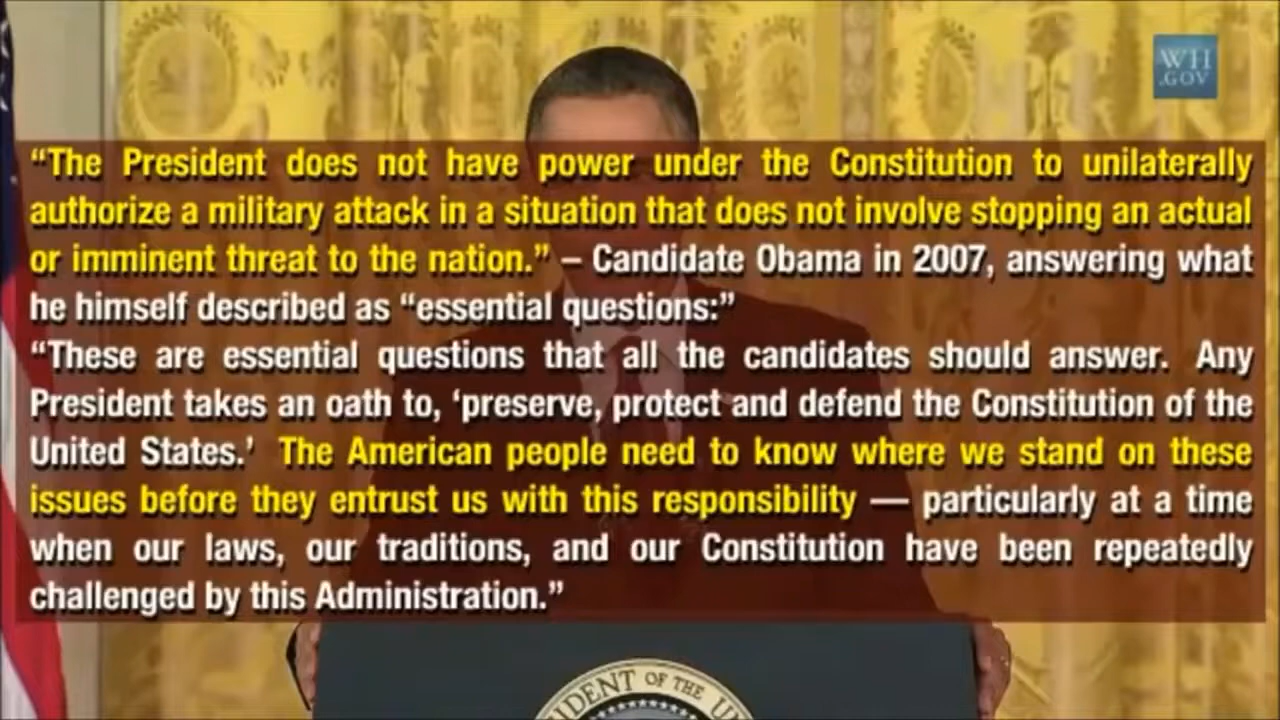 WH
.GOV
“The President does not have power under the Constitution to unilaterally
authorize a military attack in a situation that does not involve stopping an actual
or imminent threat to the nation.” – Candidate Obama in 2007, answering what
he himself described as “essential questions:”
“These are essential questions that all the candidates should answer. Any
President takes an oath to, ‘preserve, protect and defend the Constitution of the
United States.’ The American people need to know where we stand on these
issues before they entrust us with this responsibility — particularly at a time
when our laws, our traditions, and our Constitution have been repeatedly
challenged by this Administration.”
IDENT OF THE U